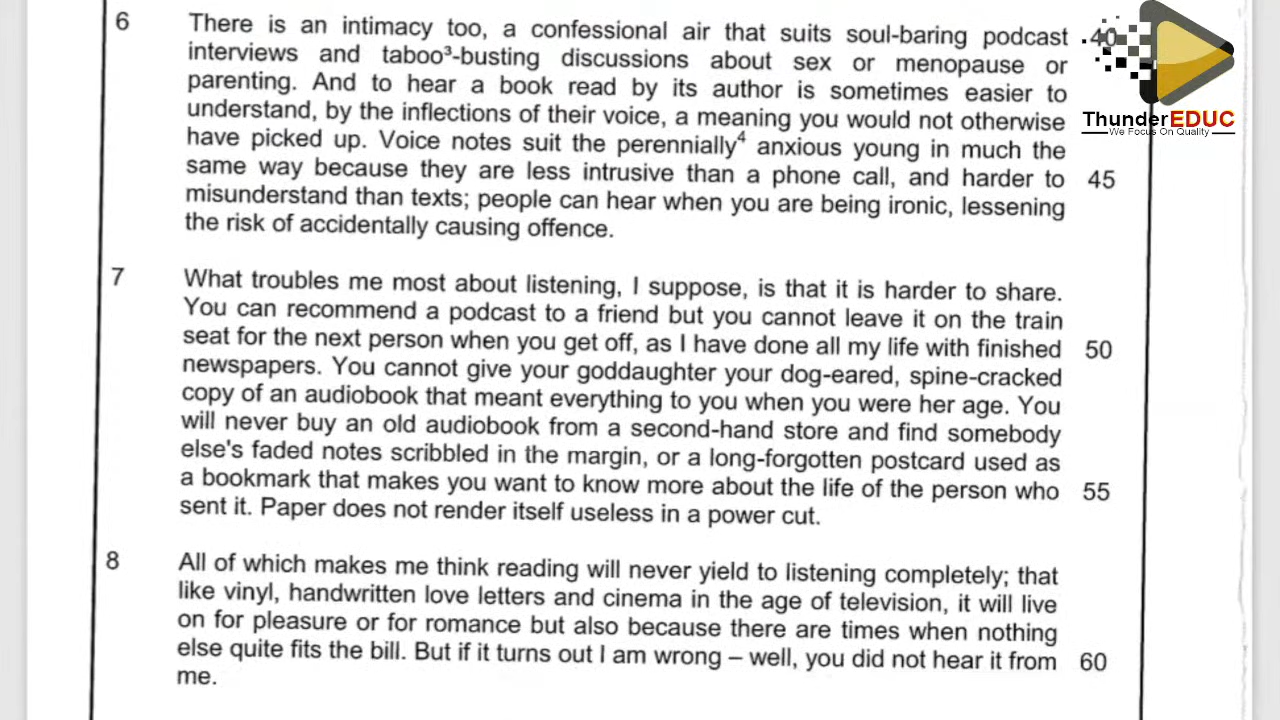 6 There is an intimacy too, a confessional air that suits soul-baring podcast 40
interviews and taboo³-busting discussions about sex or menopause or
parenting. And to hear a book read by its author is sometimes easier to
understand, by the inflections of their voice, a meaning you would not otherwise
have picked up. Voice notes suit the perennially⁴ anxious young in much the
same way because they are less intrusive than a phone call, and harder to 45
misunderstand than texts; people can hear when you are being ironic, lessening
the risk of accidentally causing offence.
7 What troubles me most about listening, I suppose, is that it is harder to share.
You can recommend a podcast to a friend but you cannot leave it on the train
seat for the next person when you get off, as I have done all my life with finished 50
newspapers. You cannot give your goddaughter your dog-eared, spine-cracked
copy of an audiobook that meant everything to you when you were her age. You
will never buy an old audiobook from a second-hand store and find somebody
else's faded notes scribbled in the margin, or a long-forgotten postcard used as
a bookmark that makes you want to know more about the life of the person who 55
sent it. Paper does not render itself useless in a power cut.
8 All of which makes me think reading will never yield to listening completely; that
like vinyl, handwritten love letters and cinema in the age of television, it will live
on for pleasure or for romance but also because there are times when nothing
else quite fits the bill. But if it turns out I am wrong – well, you did not hear it from 60
me.
ThunderEDUC
We Focus On Quality